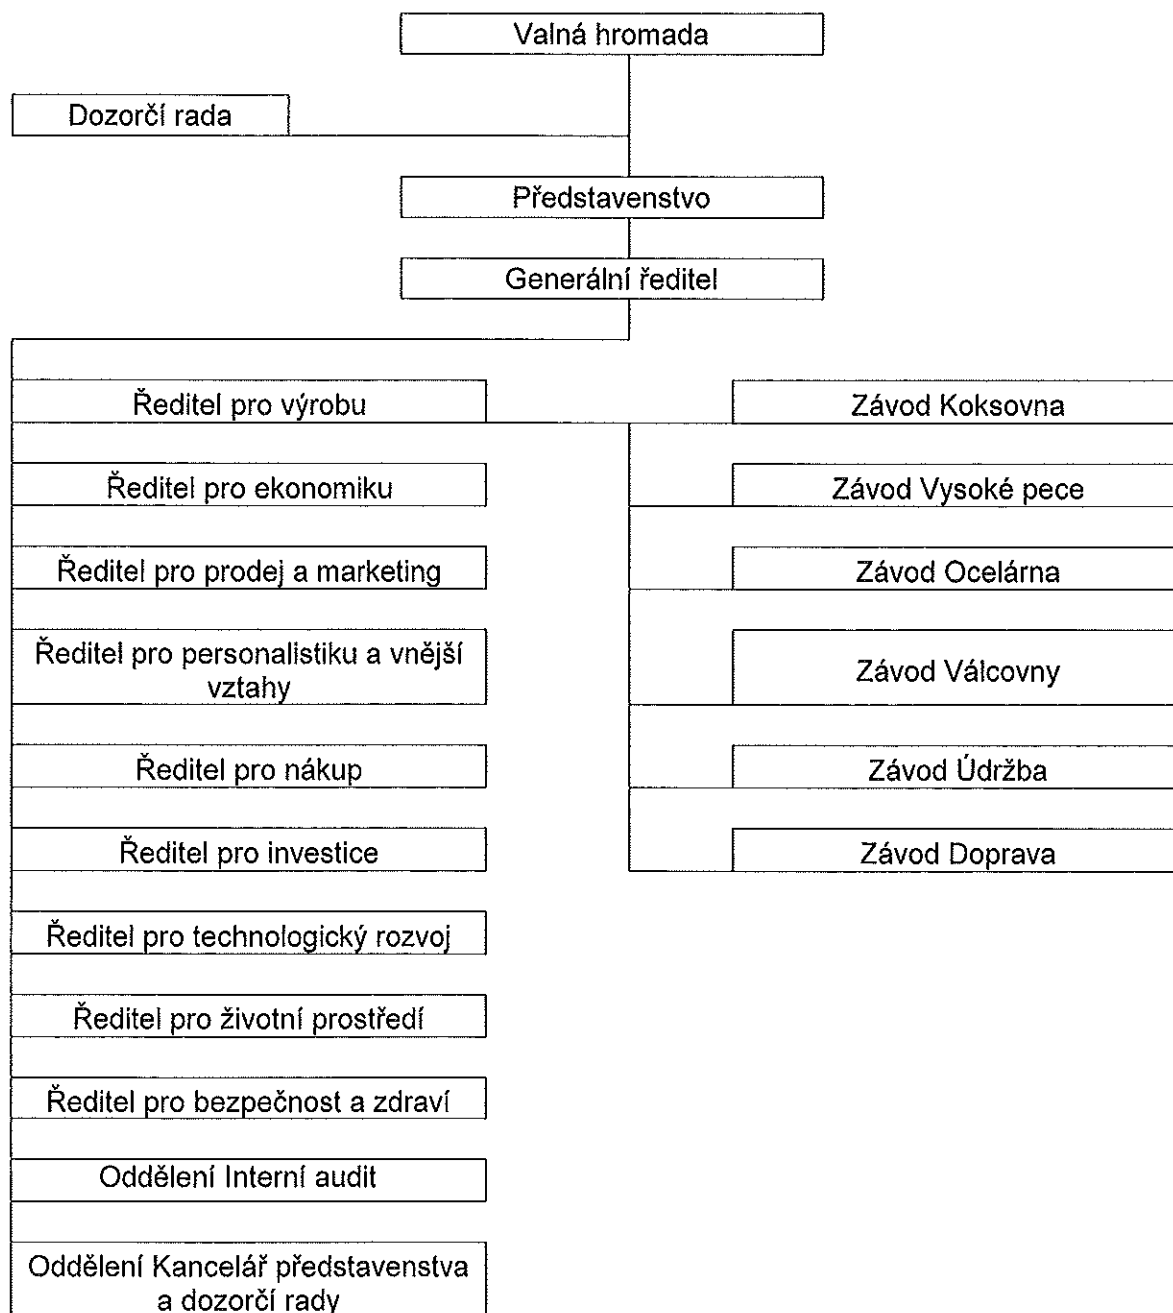 Valná hromada
Dozorčí rada
Představenstvo
Generální ředitel
Ředitel pro výrobu
Závod Koksovna
Ředitel pro ekonomiku
Závod Vysoké pece
Ředitel pro prodej a marketing
Závod Ocelárna
Ředitel pro personalistiku a vnější
vztahy
Závod Válcovny
Ředitel pro nákup
Závod Údržba
Ředitel pro investice
Závod Doprava
Ředitel pro technologický rozvoj
Ředitel pro životní prostředí
Ředitel pro bezpečnost a zdraví
Oddělení Interní audit
Oddělení Kancelář představenstva
a dozorčí rady